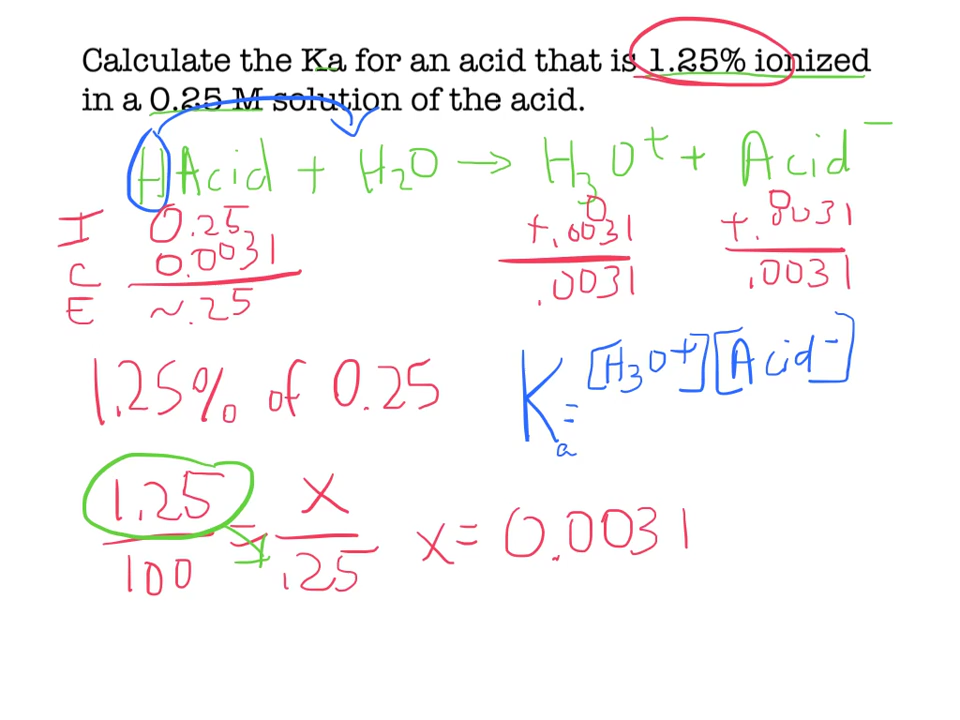 Calculate the Ka for an acid that is 1.25% ionized
in a 0.25 M solution of the acid.
HAcid + H₂O → H₃O⁺ + Acid⁻
I 0.25 0 0
C 0.0031 +.0031 +.0031
E ~.25 .0031 .0031
1.25% of 0.25
Ka = [H₃O+][Acid⁻]
1.25/100 = x/.25 x = 0.0031